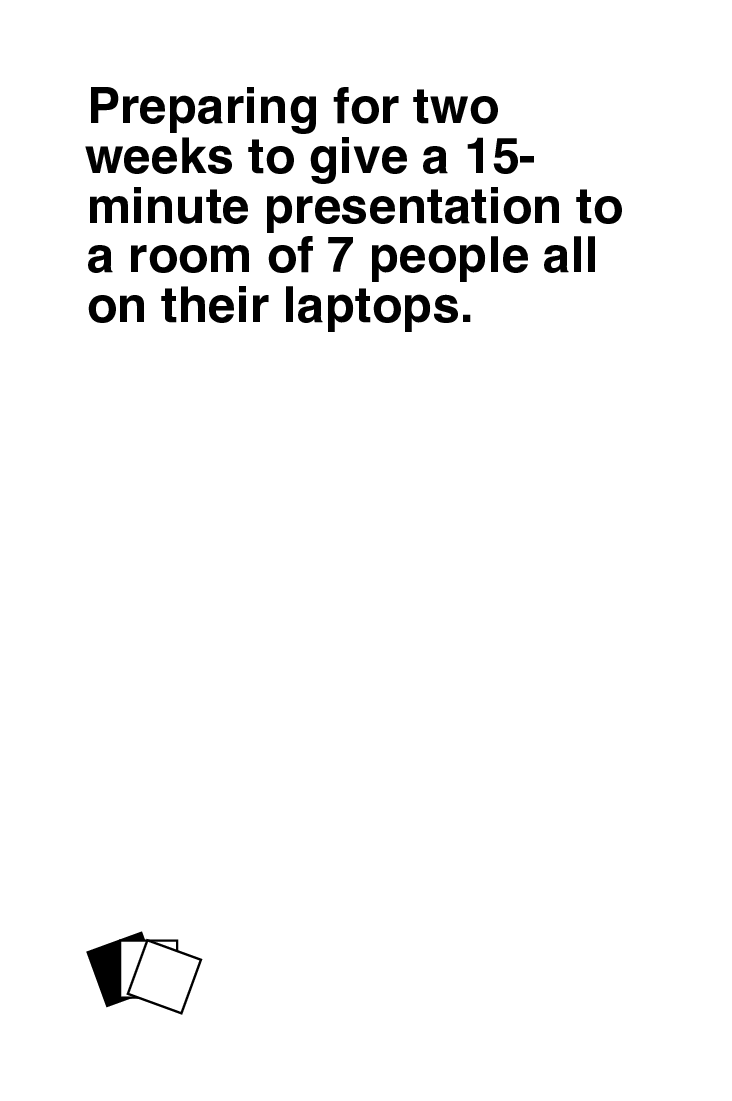 Preparing for two
weeks to give a 15-
minute presentation to
a room of 7 people all
on their laptops.